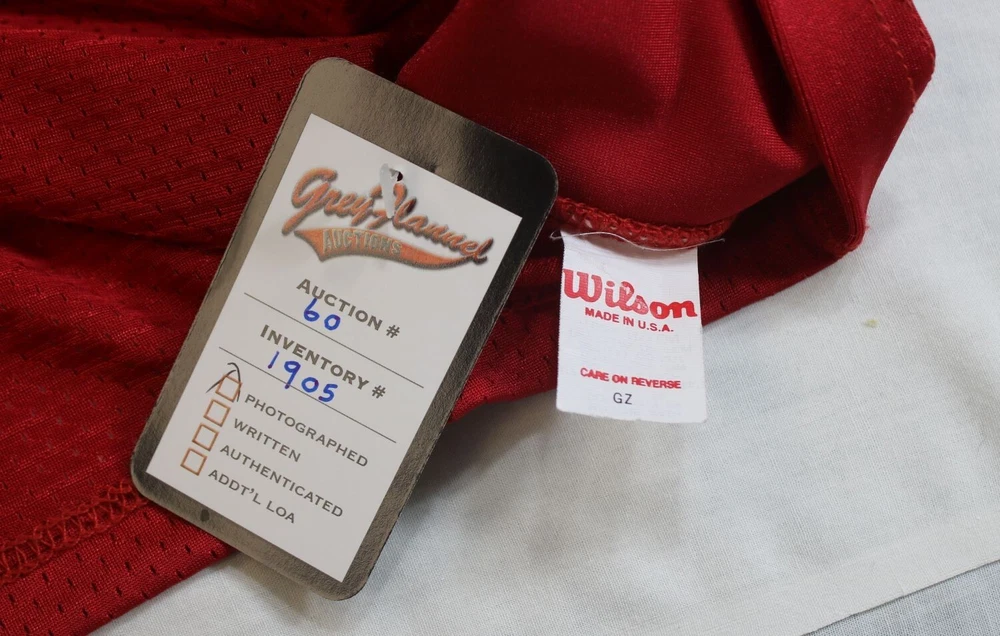 Grey Flannel
AUCTIONS
AUCTION #
60
INVENTORY #
1905
PHOTOGRAPHED
WRITTEN
AUTHENTICATED
ADDT'L LOA
Wilson
MADE IN U.S.A.
CARE ON REVERSE
GZ